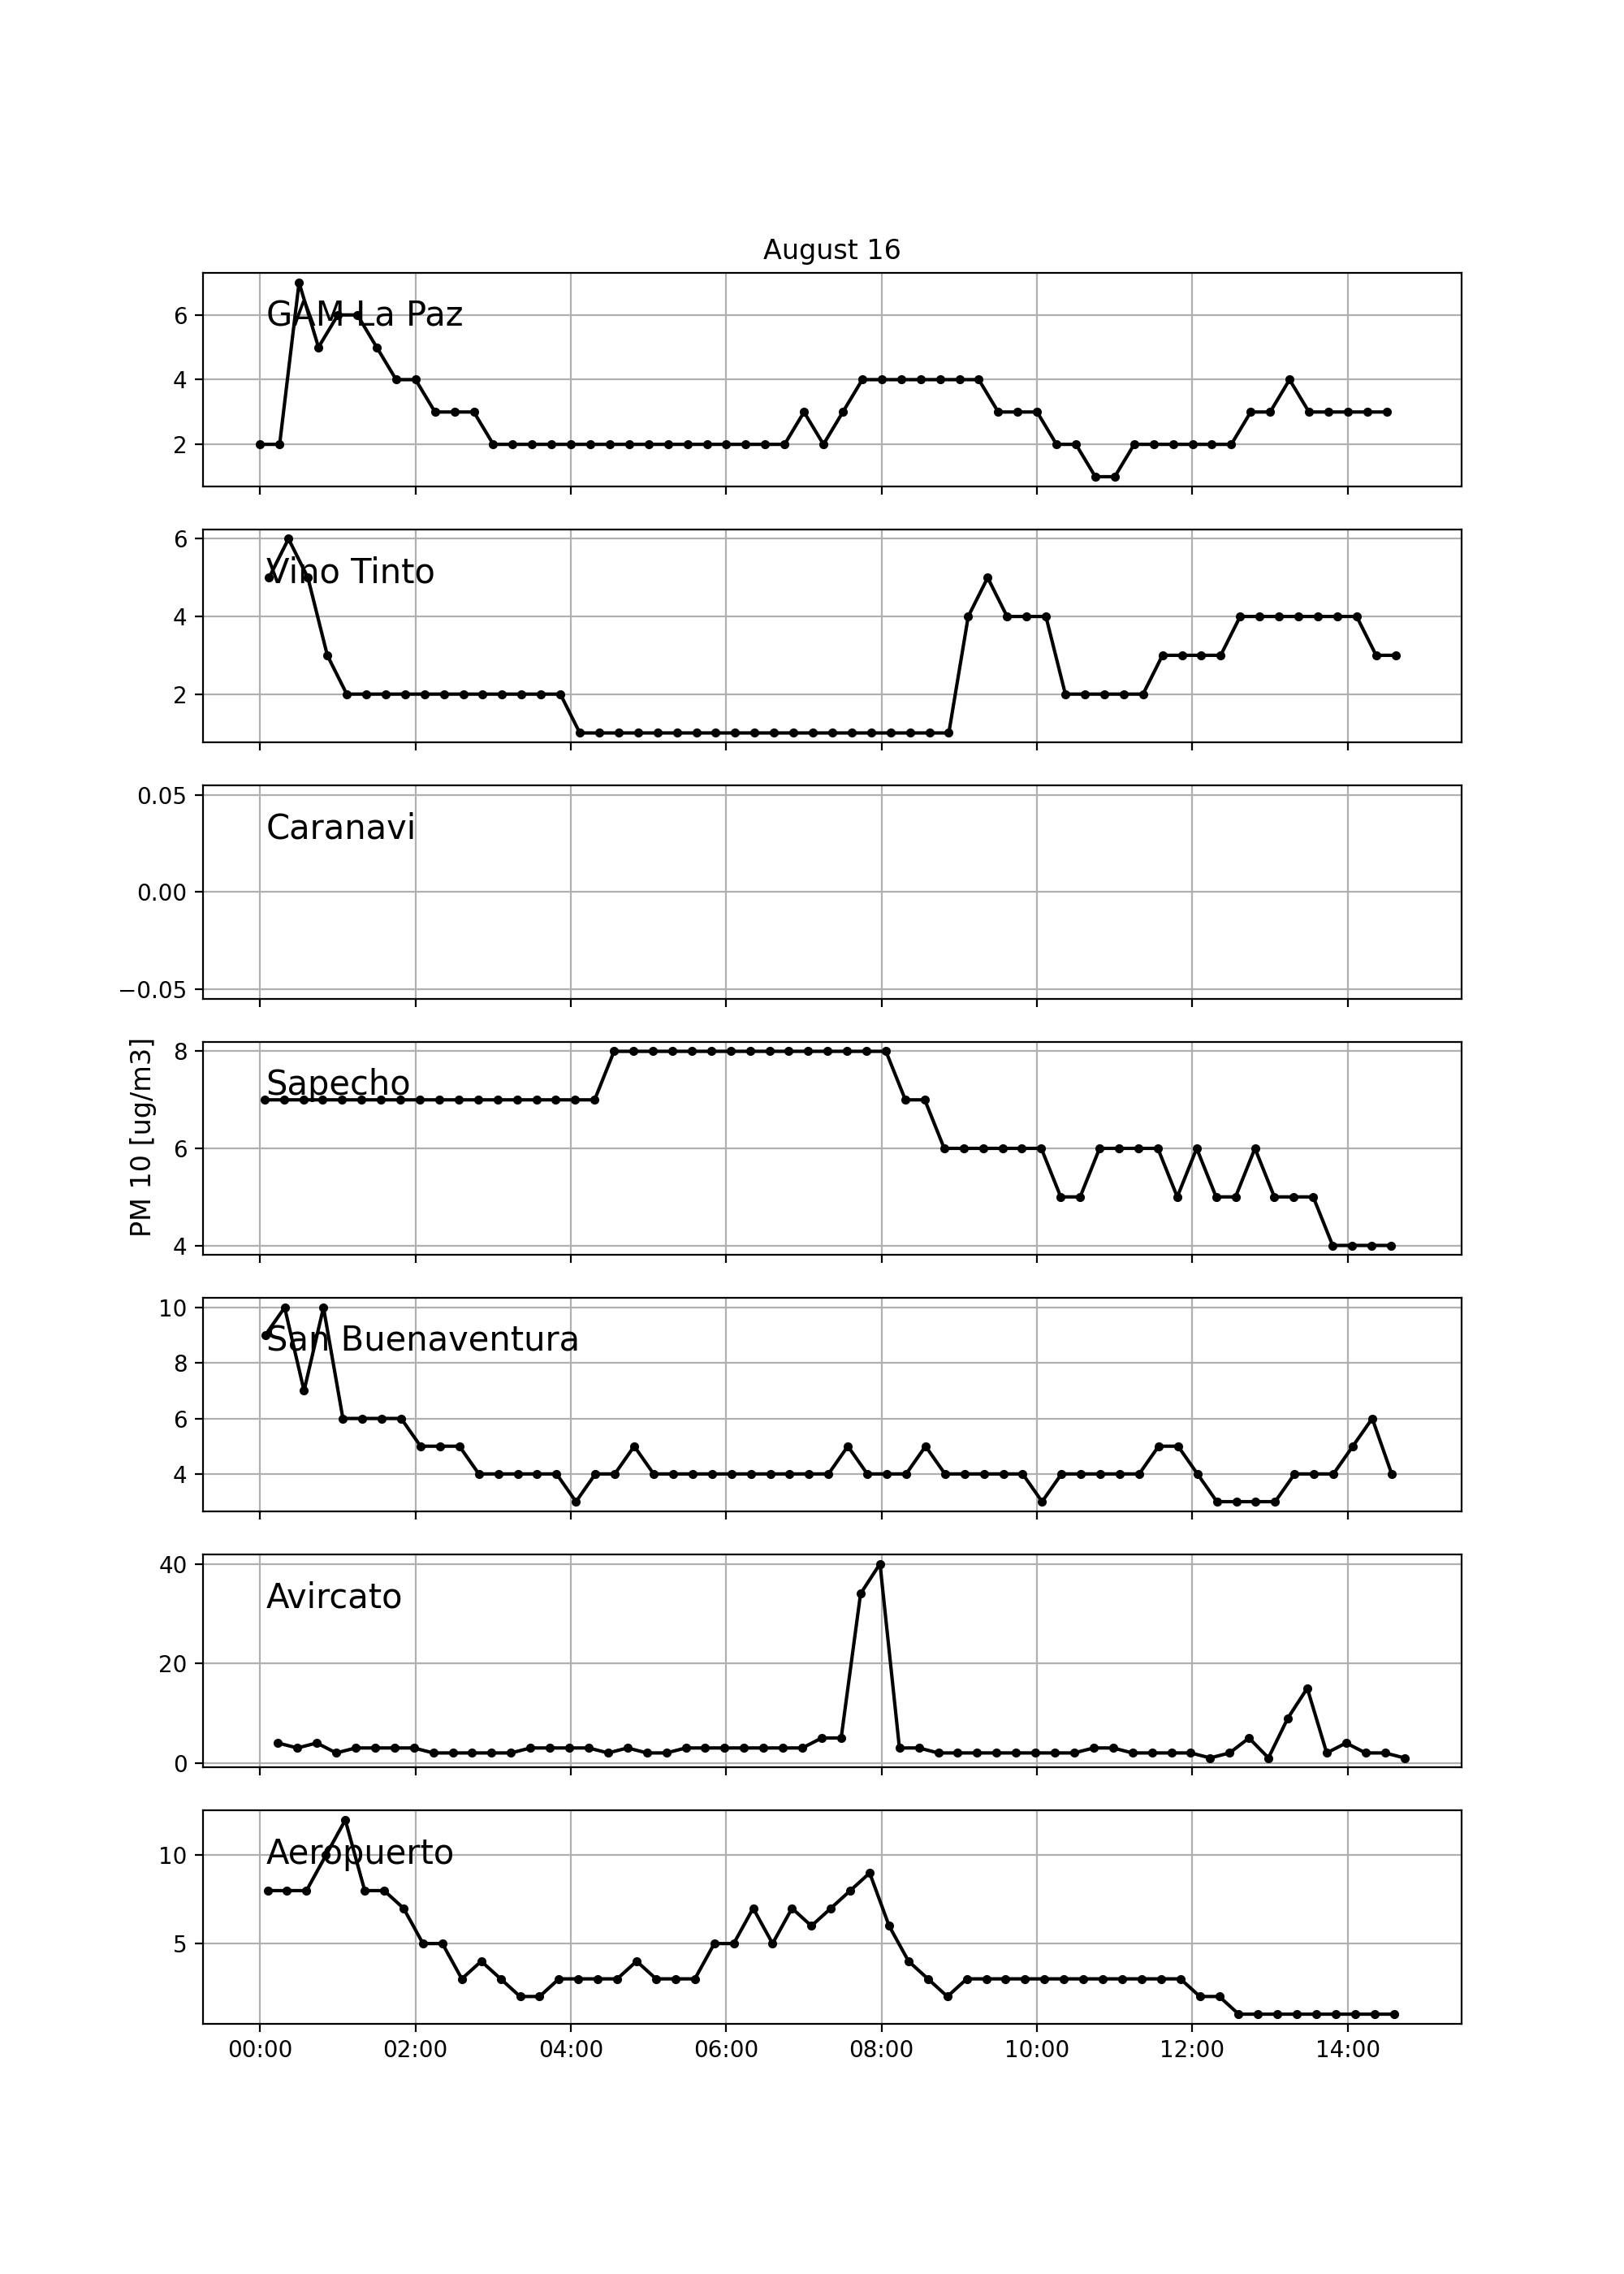 August 16
GAM La Paz
6
4
2
Vino Tinto
6
4
2
Caranavi
0.05
0.00
−0.05
PM 10 [ug/m3]
Sapecho
8
6
4
San Buenaventura
10
8
6
4
Avircato
40
20
0
Aeropuerto
10
5
00:00 02:00 04:00 06:00 08:00 10:00 12:00 14:00